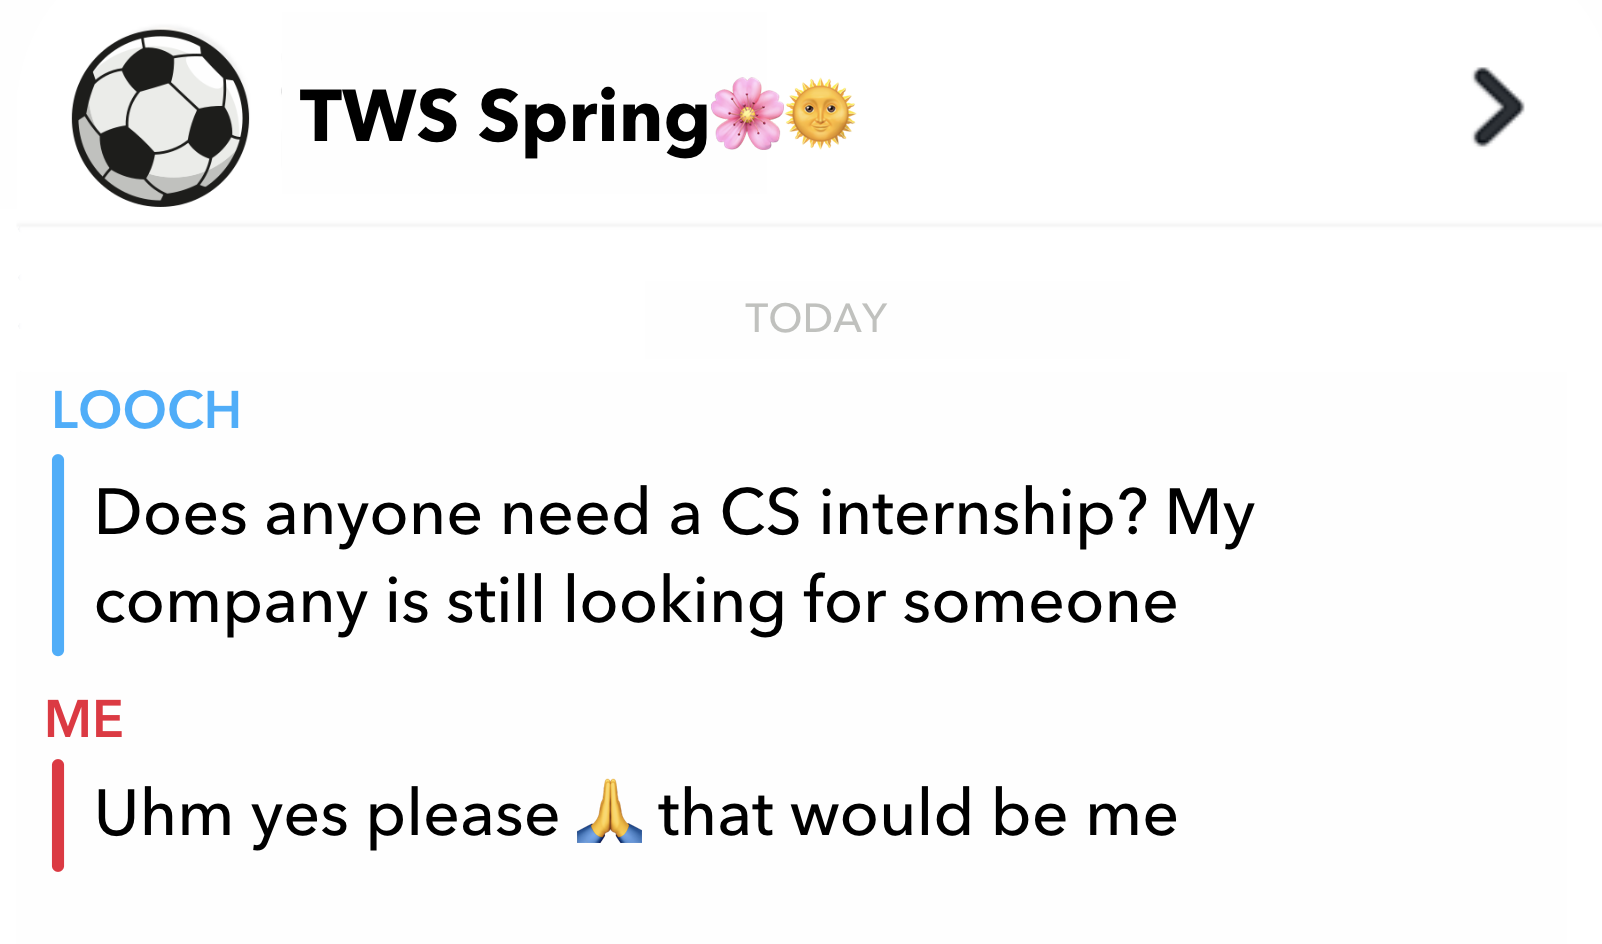 TWS Spring🌸🌞
TODAY
LOOCH
Does anyone need a CS internship? My
company is still looking for someone
ME
Uhm yes please 🙏 that would be me